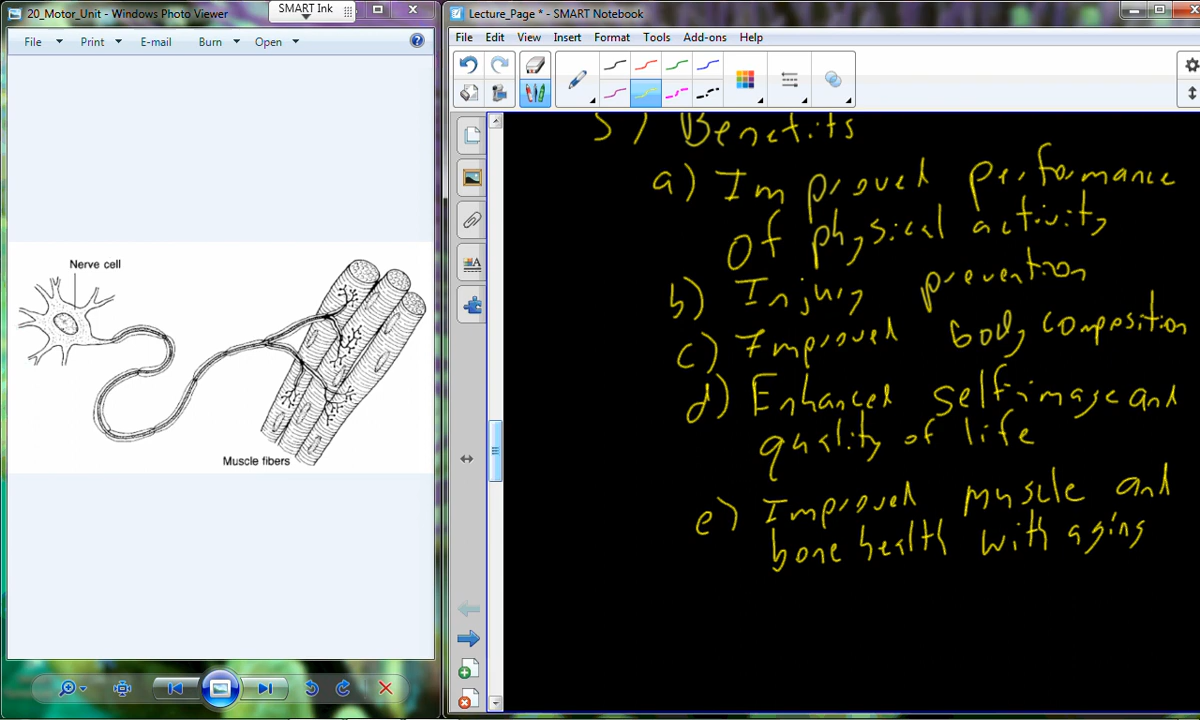 20_Motor_Unit - Windows Photo Viewer
SMART Ink
File Print E-mail Burn Open
Nerve cell
Muscle fibers
Lecture_Page * - SMART Notebook
File Edit View Insert Format Tools Add-ons Help
Benefits
a) Improved performance
of physical activity
b) Injury prevention
c) Improved body composition
d) Enhanced self-image and
quality of life
e) Improved muscle and
bone health with aging